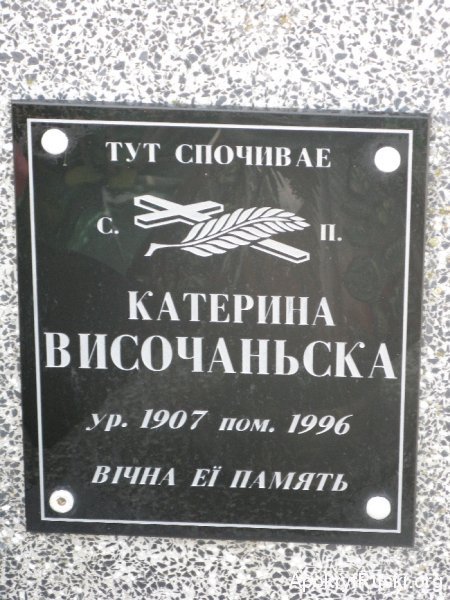 ТУТ СПОЧИВАЕ
С. П.
КАТЕРИНА
ВИСОЧАНЬСКА
ур. 1907 пом. 1996
ВІЧНА ЕЇ ПАМЯТЬ